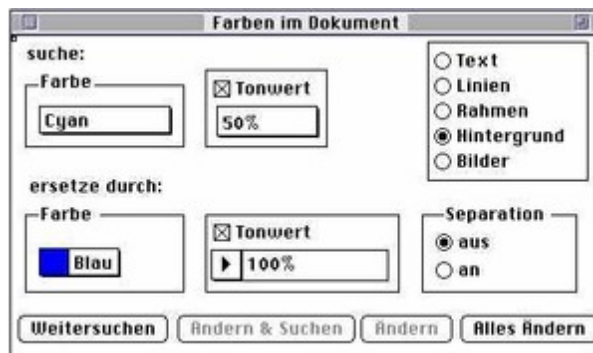 Farben im Dokument
suche:
Farbe
Cyan
Tonwert
50%
Text
Linien
Rahmen
Hintergrund
Bilder
ersetze durch:
Farbe
Blau
Tonwert
100%
Separation
aus
an
Weitersuchen
Ändern & Suchen
Ändern
Alles Ändern